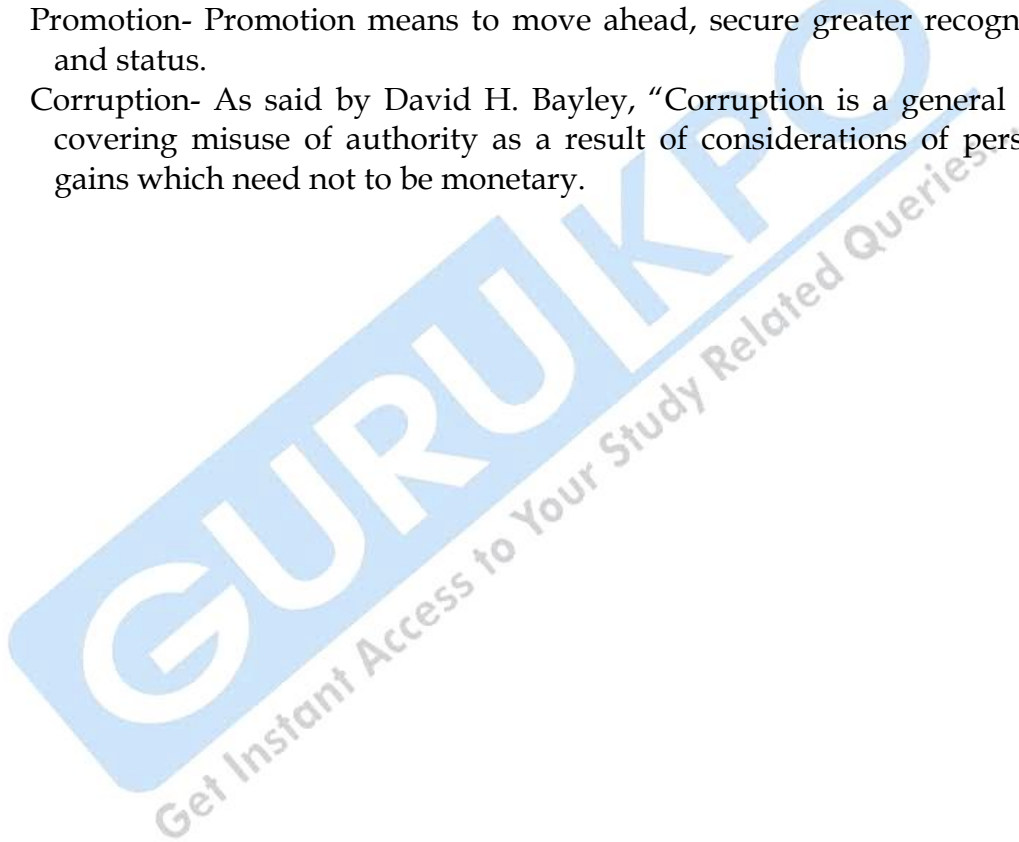 Promotion- Promotion means to move ahead, secure greater recogn
and status.
Corruption- As said by David H. Bayley, “Corruption is a general
covering misuse of authority as a result of considerations of pers
gains which need not to be monetary.
GURUKPO
Get Instant Access to Your Study Related Queries...